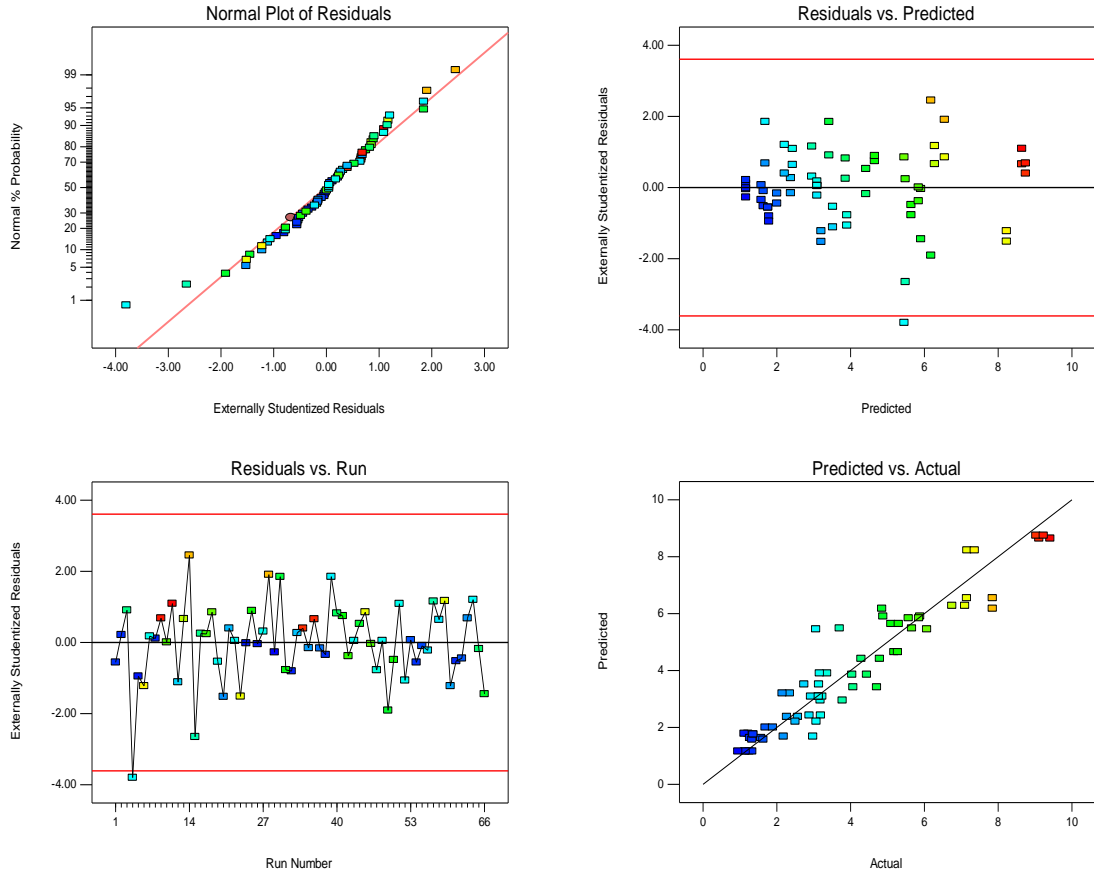 Normal Plot of Residuals
Normal % Probability
99
95
90
80
70
50
30
20
10
5
1
-4.00 -3.00 -2.00 -1.00 0.00 1.00 2.00 3.00
Externally Studentized Residuals
Residuals vs. Predicted
Externally Studentized Residuals
4.00
2.00
0.00
-2.00
-4.00
0 2 4 6 8 10
Predicted
Residuals vs. Run
Externally Studentized Residuals
4.00
2.00
0.00
-2.00
-4.00
1 14 27 40 53 66
Run Number
Predicted vs. Actual
Predicted
10
8
6
4
2
0
0 2 4 6 8 10
Actual